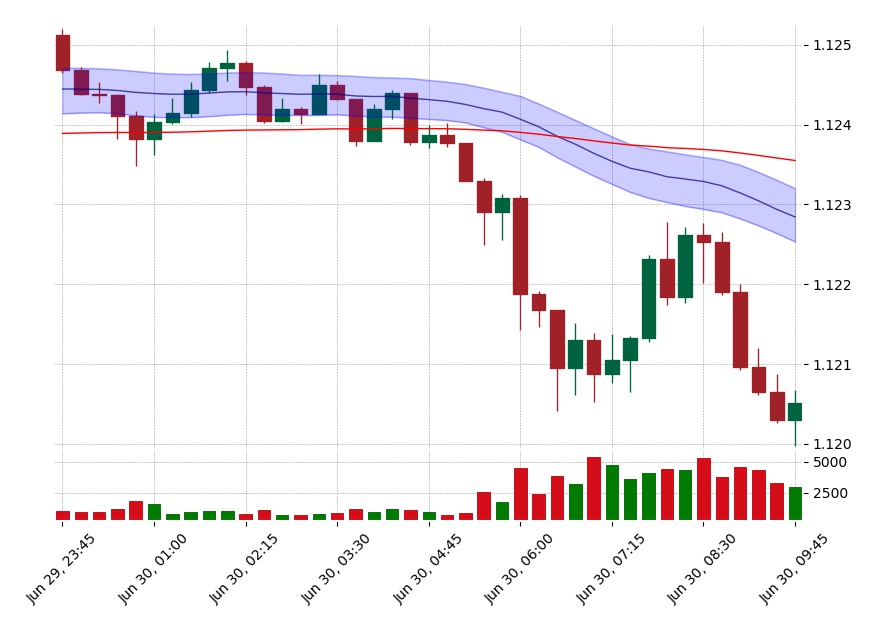 1.125
1.124
1.123
1.122
1.121
1.120
5000
2500
Jun 29, 23:45
Jun 30, 01:00
Jun 30, 02:15
Jun 30, 03:30
Jun 30, 04:45
Jun 30, 06:00
Jun 30, 07:15
Jun 30, 08:30
Jun 30, 09:45